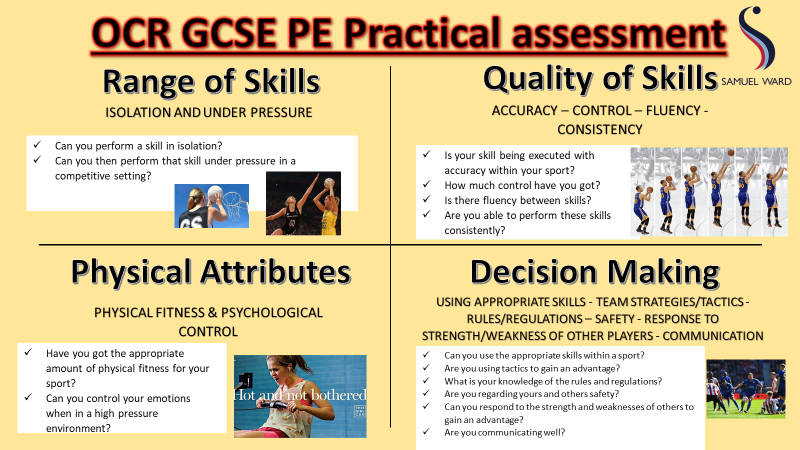 OCR GCSE PE Practical assessment
SAMUEL WARD
Range of Skills
ISOLATION AND UNDER PRESSURE
✓ Can you perform a skill in isolation?
✓ Can you then perform that skill under pressure in a
competitive setting?
Quality of Skills
ACCURACY – CONTROL – FLUENCY -
CONSISTENCY
✓ Is your skill being executed with
accuracy within your sport?
✓ How much control have you got?
✓ Is there fluency between skills?
✓ Are you able to perform these skills
consistently?
Physical Attributes
PHYSICAL FITNESS & PSYCHOLOGICAL
CONTROL
✓ Have you got the appropriate
amount of physical fitness for your
sport?
✓ Can you control your emotions
when in a high pressure
environment?
Hot and not bothered
Decision Making
USING APPROPRIATE SKILLS - TEAM STRATEGIES/TACTICS -
RULES/REGULATIONS – SAFETY - RESPONSE TO
STRENGTH/WEAKNESS OF OTHER PLAYERS - COMMUNICATION
✓ Can you use the appropriate skills within a sport?
✓ Are you using tactics to gain an advantage?
✓ What is your knowledge of the rules and regulations?
✓ Are you regarding yours and others safety?
✓ Can you respond to the strength and weaknesses of others to
gain an advantage?
✓ Are you communicating well?